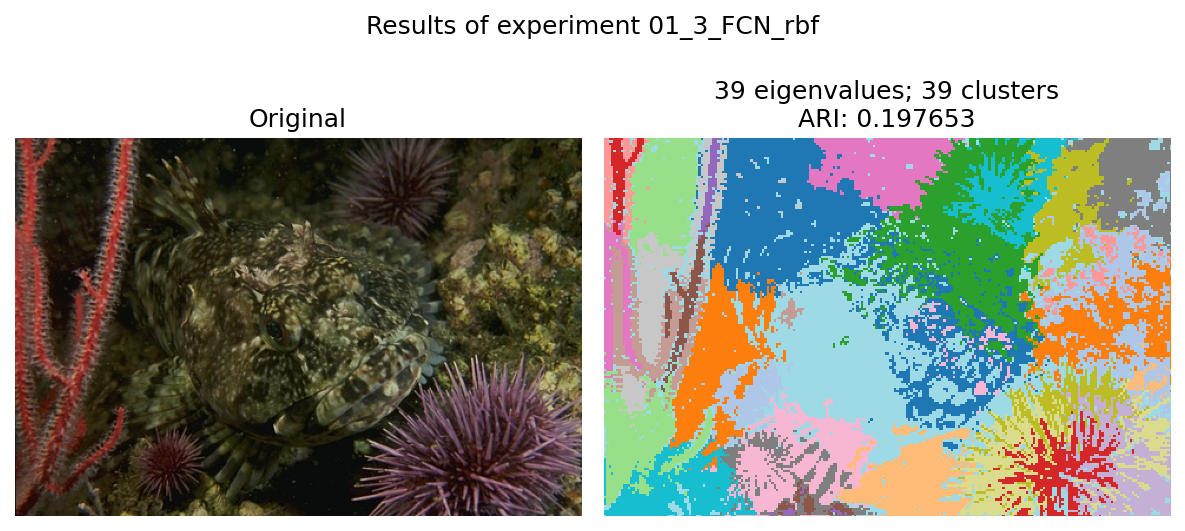 Results of experiment 01_3_FCN_rbf
Original
39 eigenvalues; 39 clusters
ARI: 0.197653